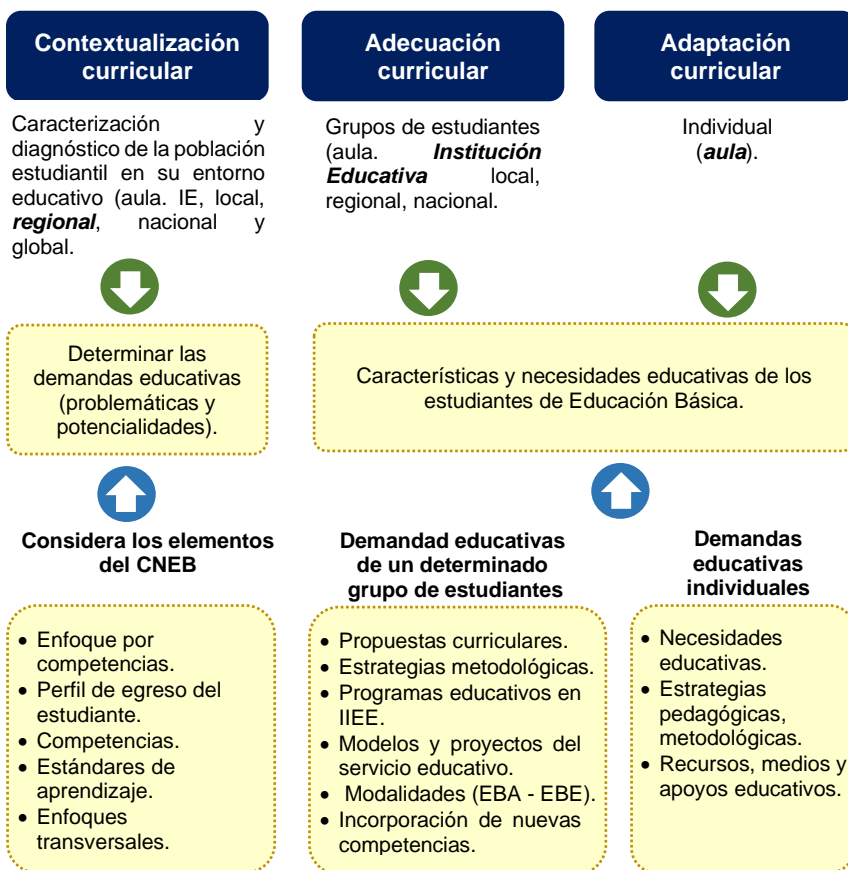 Contextualización
curricular
Caracterización y
diagnóstico de la población
estudiantil en su entorno
educativo (aula. IE, local,
regional, nacional y
global.
Determinar las
demandas educativas
(problemáticas y
potencialidades).
Considera los elementos
del CNEB
• Enfoque por
competencias.
• Perfil de egreso del
estudiante.
• Competencias.
• Estándares de
aprendizaje.
• Enfoques
transversales.
Adecuación
curricular
Grupos de estudiantes
(aula. Institución
Educativa local,
regional, nacional.
Adaptación
curricular
Individual
(aula).
Características y necesidades educativas de los
estudiantes de Educación Básica.
Demandad educativas
de un determinado
grupo de estudiantes
• Propuestas curriculares.
• Estrategias metodológicas.
• Programas educativos en
IIEE.
• Modelos y proyectos del
servicio educativo.
• Modalidades (EBA - EBE).
• Incorporación de nuevas
competencias.
Demandas
educativas
individuales
• Necesidades
educativas.
• Estrategias
pedagógicas,
metodológicas.
• Recursos, medios y
apoyos educativos.